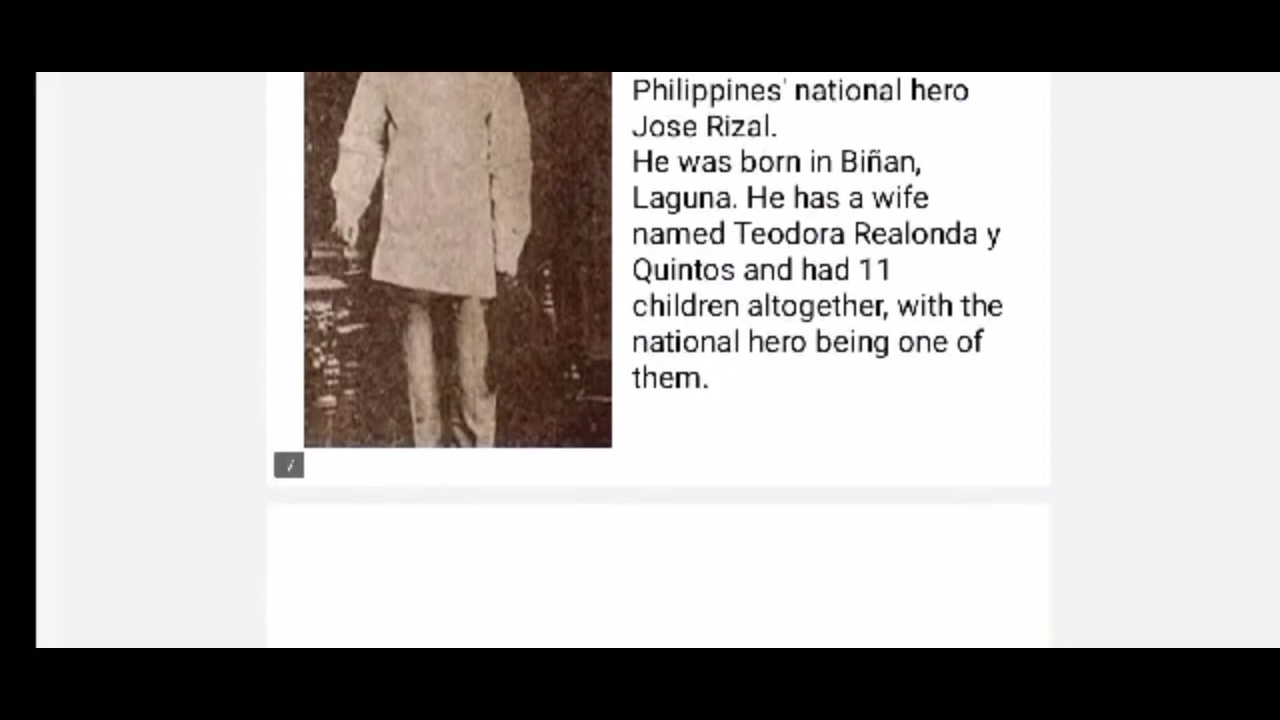 Philippines' national hero
Jose Rizal.
He was born in Biñan,
Laguna. He has a wife
named Teodora Realonda y
Quintos and had 11
children altogether, with the
national hero being one of
them.